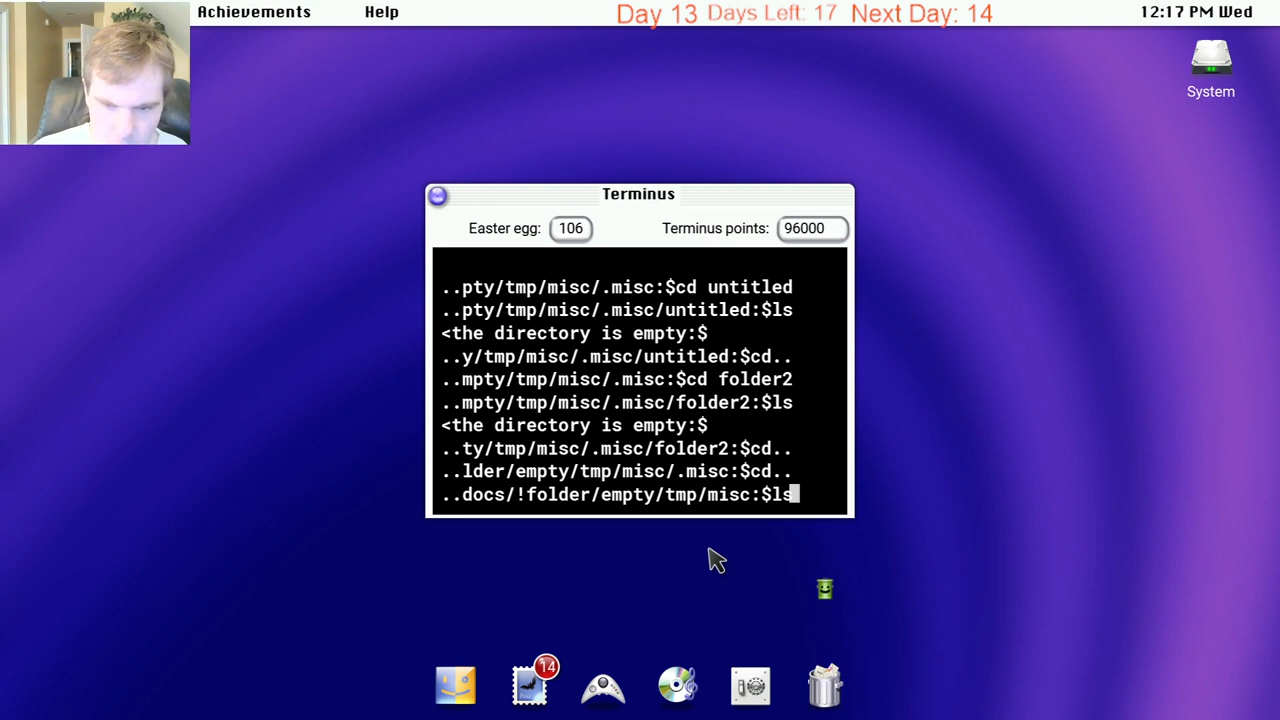 Achievements Help Day 13 Days Left: 17 Next Day: 14 12:17 PM Wed
System
Terminus
Easter egg: 106 Terminus points: 96000
..pty/tmp/misc/.misc:$cd untitled
..pty/tmp/misc/.misc/untitled:$ls
<the directory is empty:$
..y/tmp/misc/.misc/untitled:$cd..
..mpty/tmp/misc/.misc:$cd folder2
..mpty/tmp/misc/.misc/folder2:$ls
<the directory is empty:$
..ty/tmp/misc/.misc/folder2:$cd..
..lder/empty/tmp/misc/.misc:$cd..
..docs/!folder/empty/tmp/misc:$ls
14